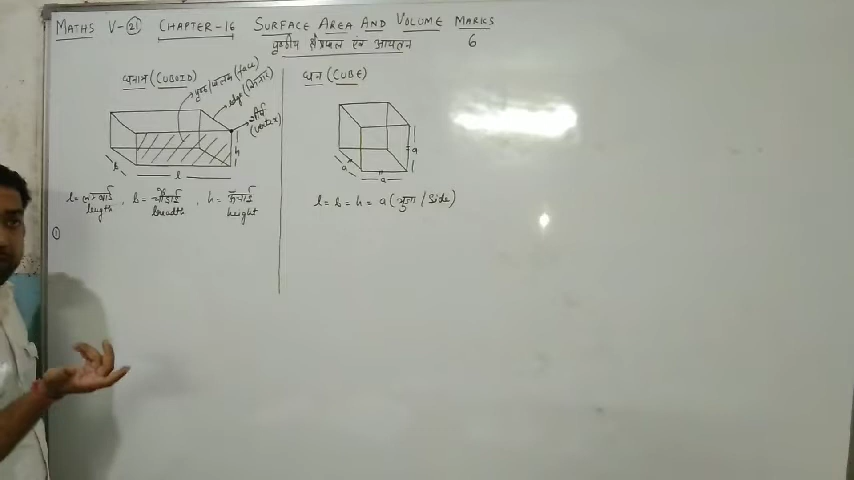 MATHS V-21 CHAPTER-16 SURFACE AREA AND VOLUME MARKS
पृष्ठीय क्षेत्रफल एवं आयतन 6
घनाभ (CUBOID)
पृष्ठ/फलक (face)
edge (किनारा)
शीर्ष
(vertex)
h
b
l
l = लम्बाई, b = चौड़ाई, h = ऊँचाई
length breadth height
①
घन (CUBE)
a
a
a
l = b = h = a (भुजा / side)